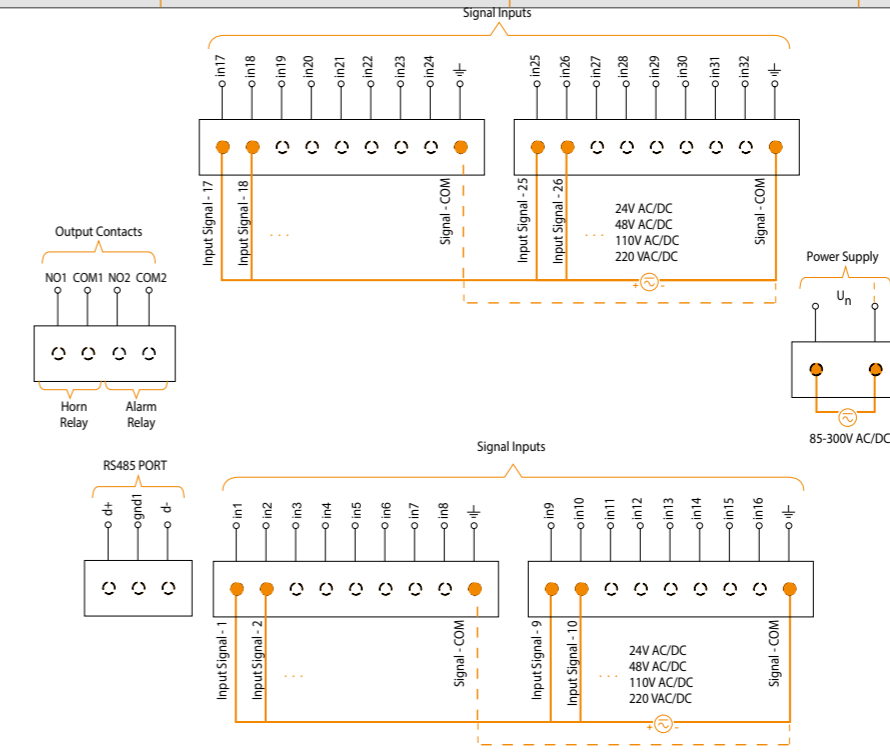 Signal Inputs
in17 in18 in19 in20 in21 in22 in23 in24
in25 in26 in27 in28 in29 in30 in31 in32
Input Signal - 17
Input Signal - 18
. . .
Signal - COM
Input Signal - 25
Input Signal - 26
. . .
24V AC/DC
48V AC/DC
110V AC/DC
220 VAC/DC
Signal - COM
+ -
Output Contacts
NO1 COM1 NO2 COM2
Horn
Relay
Alarm
Relay
Power Supply
Un
85-300V AC/DC
RS485 PORT
d+ gnd1 d-
Signal Inputs
in1 in2 in3 in4 in5 in6 in7 in8
in9 in10 in11 in12 in13 in14 in15 in16
Input Signal - 1
Input Signal - 2
. . .
Signal - COM
Input Signal - 9
Input Signal - 10
. . .
24V AC/DC
48V AC/DC
110V AC/DC
220 VAC/DC
Signal - COM
+ -